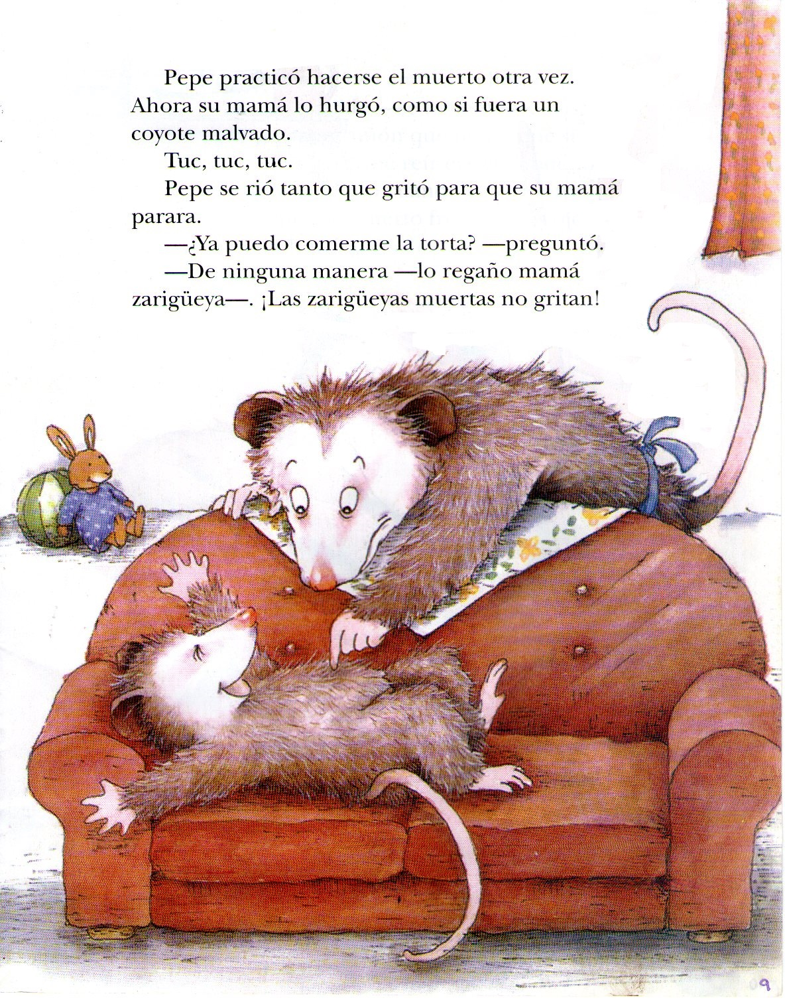 Pepe practicó hacerse el muerto otra vez.
Ahora su mamá lo hurgó, como si fuera un
coyote malvado.
Tuc, tuc, tuc.
Pepe se rió tanto que gritó para que su mamá
parara.
—¿Ya puedo comerme la torta? —preguntó.
—De ninguna manera —lo regaño mamá
zarigüeya—. ¡Las zarigüeyas muertas no gritan!
9